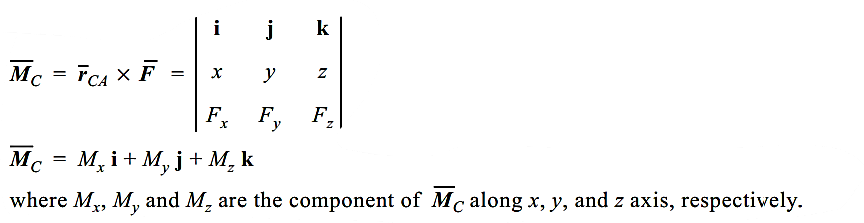 i j k
M̅_C = r̅_CA × F̅ = x y z
F_x F_y F_z
M̅_C = M_x i + M_y j + M_z k
where M_x, M_y and M_z are the component of M̅_C along x, y, and z axis, respectively.